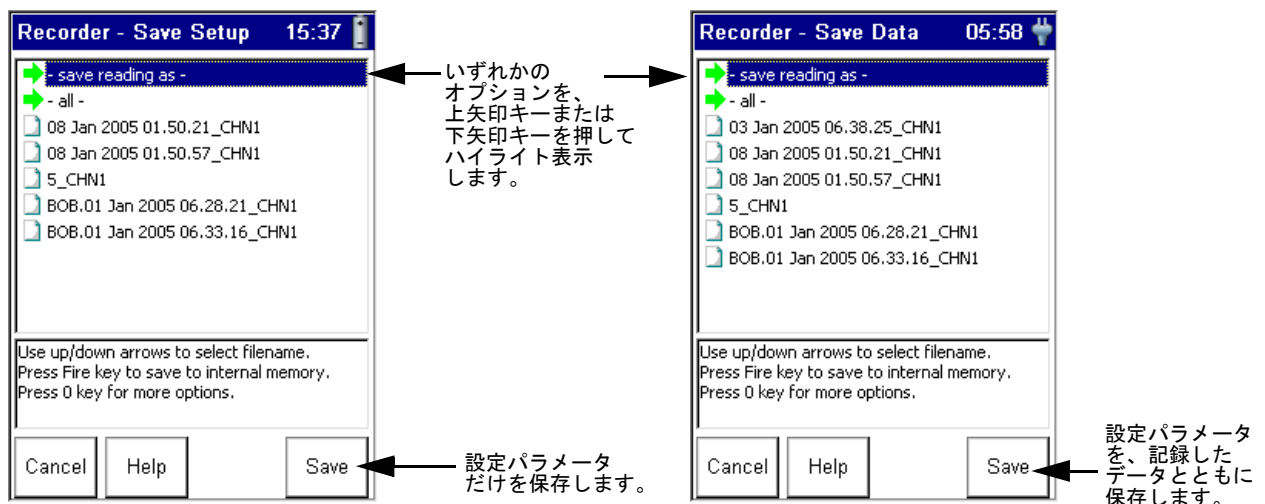 Recorder - Save Setup 15:37
- save reading as -
- all -
08 Jan 2005 01.50.21_CHN1
08 Jan 2005 01.50.57_CHN1
5_CHN1
BOB.01 Jan 2005 06.28.21_CHN1
BOB.01 Jan 2005 06.33.16_CHN1
Use up/down arrows to select filename.
Press Fire key to save to internal memory.
Press 0 key for more options.
Cancel Help Save
いずれかの
オプションを、
上矢印キーまたは
下矢印キーを押して
ハイライト表示
します。
設定パラメータ
だけを保存します。
Recorder - Save Data 05:58
- save reading as -
- all -
03 Jan 2005 06.38.25_CHN1
08 Jan 2005 01.50.21_CHN1
08 Jan 2005 01.50.57_CHN1
5_CHN1
BOB.01 Jan 2005 06.28.21_CHN1
BOB.01 Jan 2005 06.33.16_CHN1
Use up/down arrows to select filename.
Press Fire key to save to internal memory.
Press 0 key for more options.
Cancel Help Save
設定パラメータ
を、記録した
データとともに
保存します。